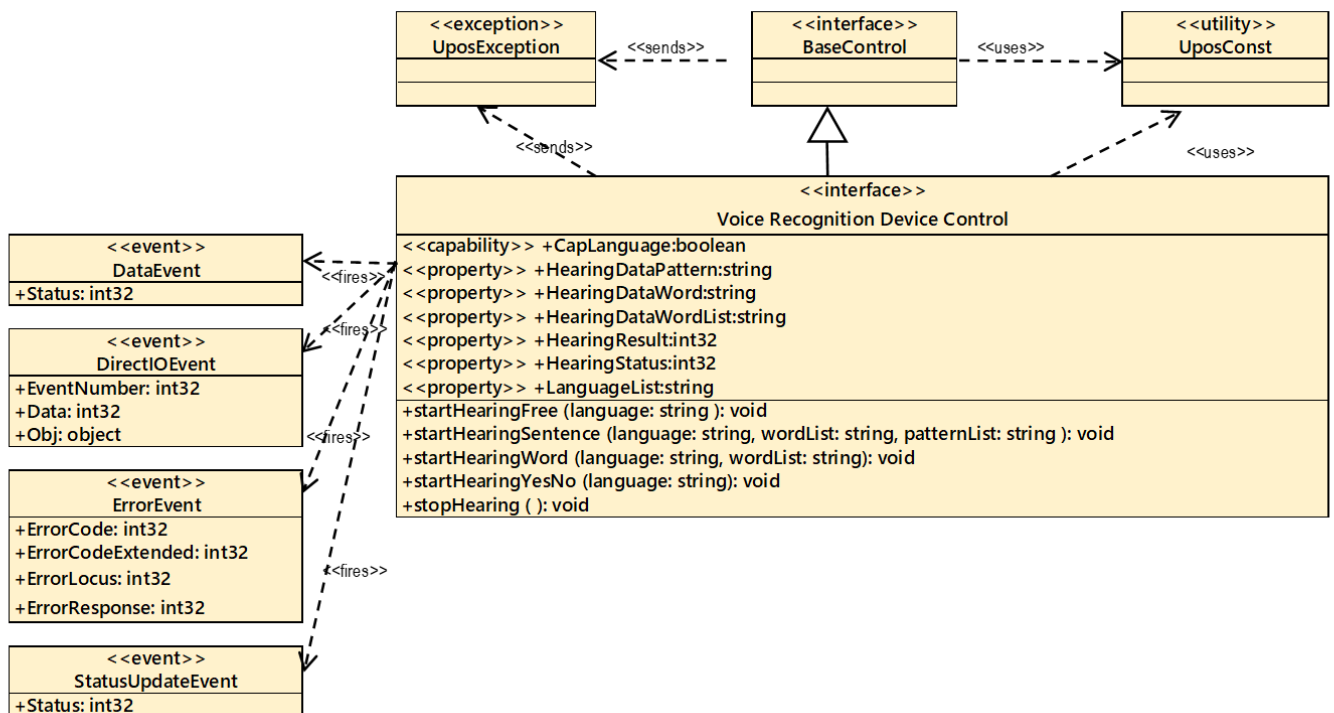 <<exception>>
UposException
<<sends>>
<<interface>>
BaseControl
<<uses>>
<<utility>>
UposConst
<<sends>>
<<uses>>
<<interface>>
Voice Recognition Device Control
<<capability>> +CapLanguage:boolean
<<property>> +HearingDataPattern:string
<<property>> +HearingDataWord:string
<<property>> +HearingDataWordList:string
<<property>> +HearingResult:int32
<<property>> +HearingStatus:int32
<<property>> +LanguageList:string
+startHearingFree (language: string ): void
+startHearingSentence (language: string, wordList: string, patternList: string ): void
+startHearingWord (language: string, wordList: string): void
+startHearingYesNo (language: string): void
+stopHearing ( ): void
<<event>>
DataEvent
+Status: int32
<<fires>>
<<event>>
DirectIOEvent
+EventNumber: int32
+Data: int32
+Obj: object
<<fires>>
<<event>>
ErrorEvent
+ErrorCode: int32
+ErrorCodeExtended: int32
+ErrorLocus: int32
+ErrorResponse: int32
<<fires>>
<<event>>
StatusUpdateEvent
+Status: int32
<<fires>>